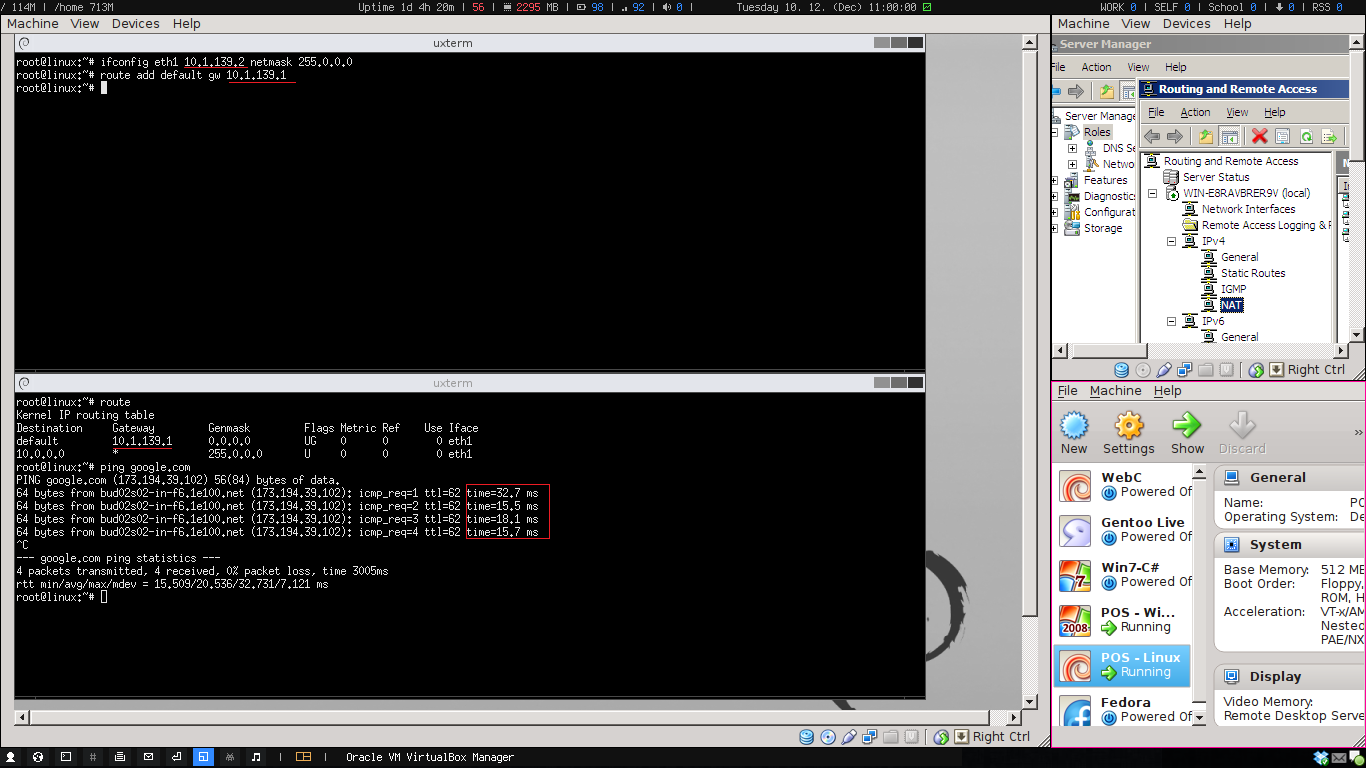 / 114M | /home 713M
Uptime 1d 4h 20m | 56 | 2295 MB | 98 | 92 | 0 | Tuesday 10. 12. (Dec) 11:00:00
WORK 0 | SELF 0 | School 0 | 0 | RSS 0
Machine View Devices Help
uxterm
root@linux:~# ifconfig eth1 10.1.139.2 netmask 255.0.0.0
root@linux:~# route add default gw 10.1.139.1
root@linux:~#
uxterm
root@linux:~# route
Kernel IP routing table
Destination Gateway Genmask Flags Metric Ref Use Iface
default 10.1.139.1 0.0.0.0 UG 0 0 0 eth1
10.0.0.0 * 255.0.0.0 U 0 0 0 eth1
root@linux:~# ping google.com
PING google.com (173.194.39.102) 56(84) bytes of data.
64 bytes from bud02s02-in-f6.1e100.net (173.194.39.102): icmp_req=1 ttl=62 time=32.7 ms
64 bytes from bud02s02-in-f6.1e100.net (173.194.39.102): icmp_req=2 ttl=62 time=15.5 ms
64 bytes from bud02s02-in-f6.1e100.net (173.194.39.102): icmp_req=3 ttl=62 time=18.1 ms
64 bytes from bud02s02-in-f6.1e100.net (173.194.39.102): icmp_req=4 ttl=62 time=15.7 ms
^C
--- google.com ping statistics ---
4 packets transmitted, 4 received, 0% packet loss, time 3005ms
rtt min/avg/max/mdev = 15.509/20.536/32.731/7.121 ms
root@linux:~#
Right Ctrl
Machine View Devices Help
Server Manager
File Action View Help
Server Manage
Roles
DNS Se
Netwo
Features
Diagnostics
Configurat
Storage
Routing and Remote Access
File Action View Help
Routing and Remote Access
Server Status
WIN-E8RAVBRER9V (local)
Network Interfaces
Remote Access Logging & P
IPv4
General
Static Routes
IGMP
NAT
IPv6
General
Right Ctrl
File Machine Help
New Settings Show Discard »
WebC
Powered Of
Gentoo Live
Powered Of
Win7-C#
Powered Of
POS - Wi...
2008
Running
POS - Linux
Running
Fedora
Powered Of
General
Name: PO
Operating System: De
System
Base Memory: 512 ME
Boot Order: Floppy,
ROM, H
Acceleration: VT-x/AM
Nested
PAE/NX
Display
Video Memory:
Remote Desktop Serve
Oracle VM VirtualBox Manager